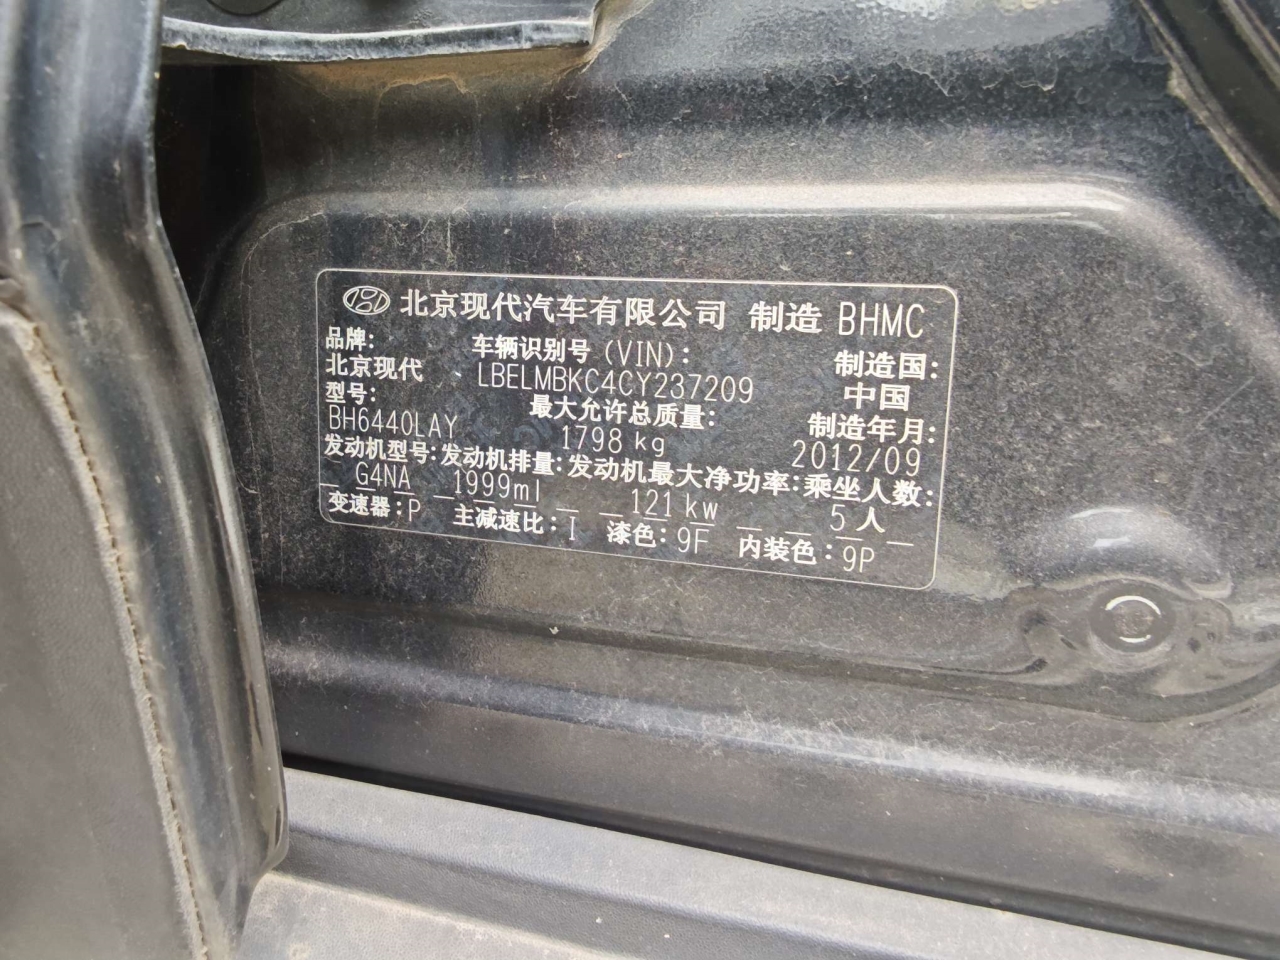 北京现代汽车有限公司 制造 BHMC
品牌: 车辆识别号 (VIN): 制造国:
北京现代 LBELMBKC4CY237209 中国
型号: 最大允许总质量: 制造年月:
BH6440LAY 1798 kg 2012/09
发动机型号: 发动机排量: 发动机最大净功率: 乘坐人数:
G4NA 1999ml 121 kw 5 人
变速器: P 主减速比: I 漆色: 9F 内装色: 9P